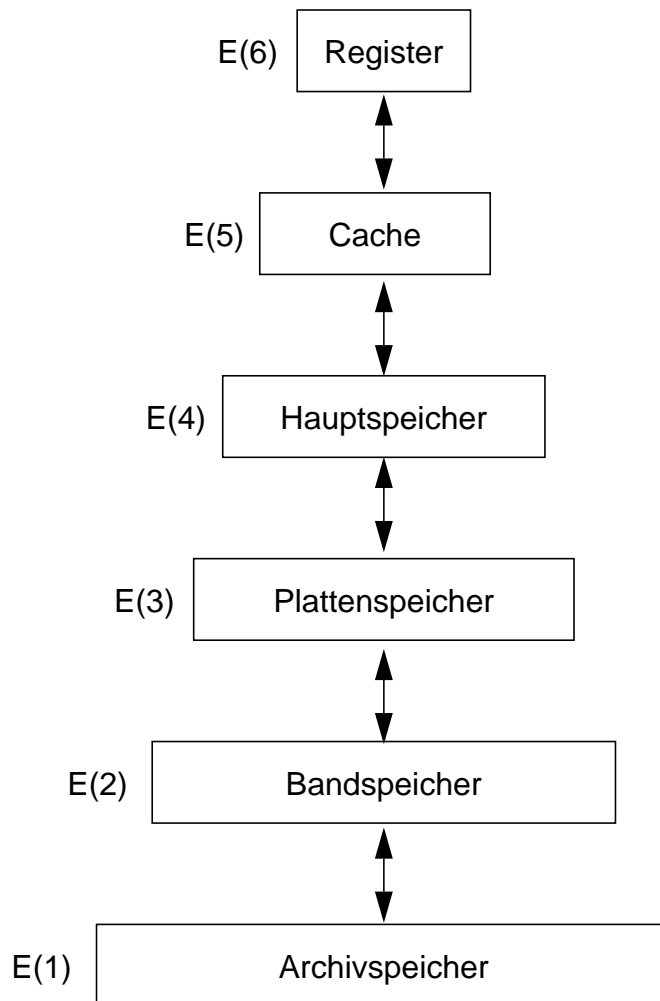 E(6) Register
E(5) Cache
E(4) Hauptspeicher
E(3) Plattenspeicher
E(2) Bandspeicher
E(1) Archivspeicher